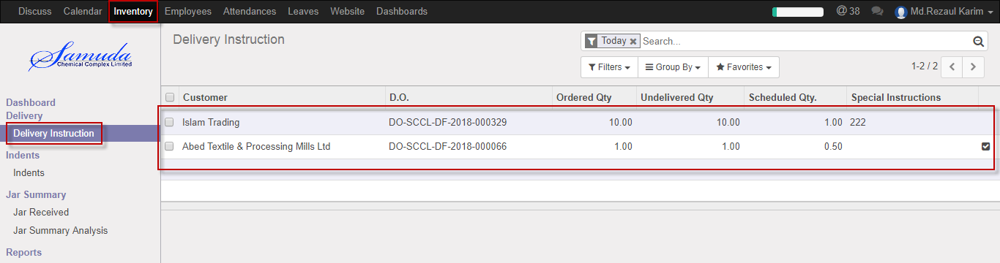 Discuss Calendar Inventory Employees Attendances Leaves Website Dashboards @ 38 Md.Rezaul Karim
Samuda
Chemical Complex Limited
Delivery Instruction
Today Search...
Filters Group By Favorites 1-2 / 2
Dashboard
Delivery
Delivery Instruction
Indents
Indents
Jar Summary
Jar Received
Jar Summary Analysis
Reports
Customer D.O. Ordered Qty Undelivered Qty Scheduled Qty. Special Instructions
Islam Trading DO-SCCL-DF-2018-000329 10.00 10.00 1.00 222
Abed Textile & Processing Mills Ltd DO-SCCL-DF-2018-000066 1.00 1.00 0.50